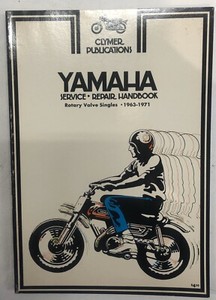 CLYMER
PUBLICATIONS
YAMAHA
SERVICE • REPAIR, HANDBOOK
Rotary Valve Singles • 1963-1971